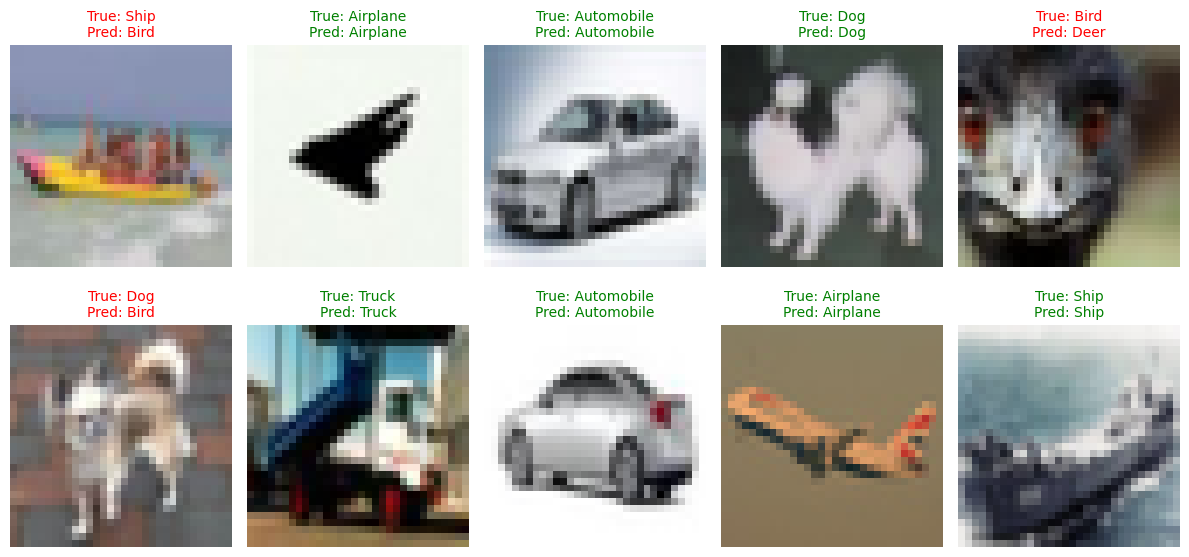 True: Ship
Pred: Bird
True: Airplane
Pred: Airplane
True: Automobile
Pred: Automobile
True: Dog
Pred: Dog
True: Bird
Pred: Deer
True: Dog
Pred: Bird
True: Truck
Pred: Truck
True: Automobile
Pred: Automobile
True: Airplane
Pred: Airplane
True: Ship
Pred: Ship